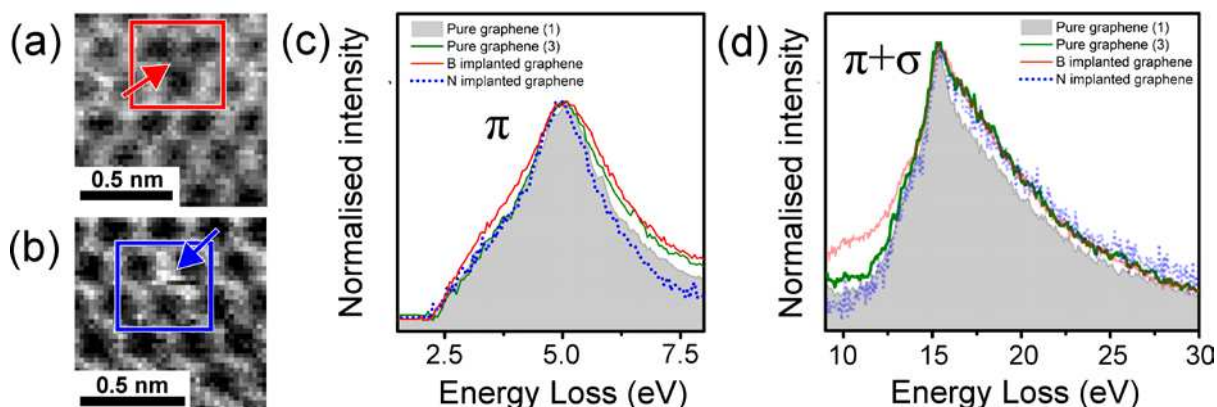 (a)
0.5 nm
(b)
0.5 nm
(c)
Normalised intensity
π
Pure graphene (1)
Pure graphene (3)
B implanted graphene
N implanted graphene
2.5
5.0
7.5
Energy Loss (eV)
(d)
Normalised intensity
π+σ
Pure graphene (1)
Pure graphene (3)
B implanted graphene
N implanted graphene
10
15
20
25
30
Energy Loss (eV)